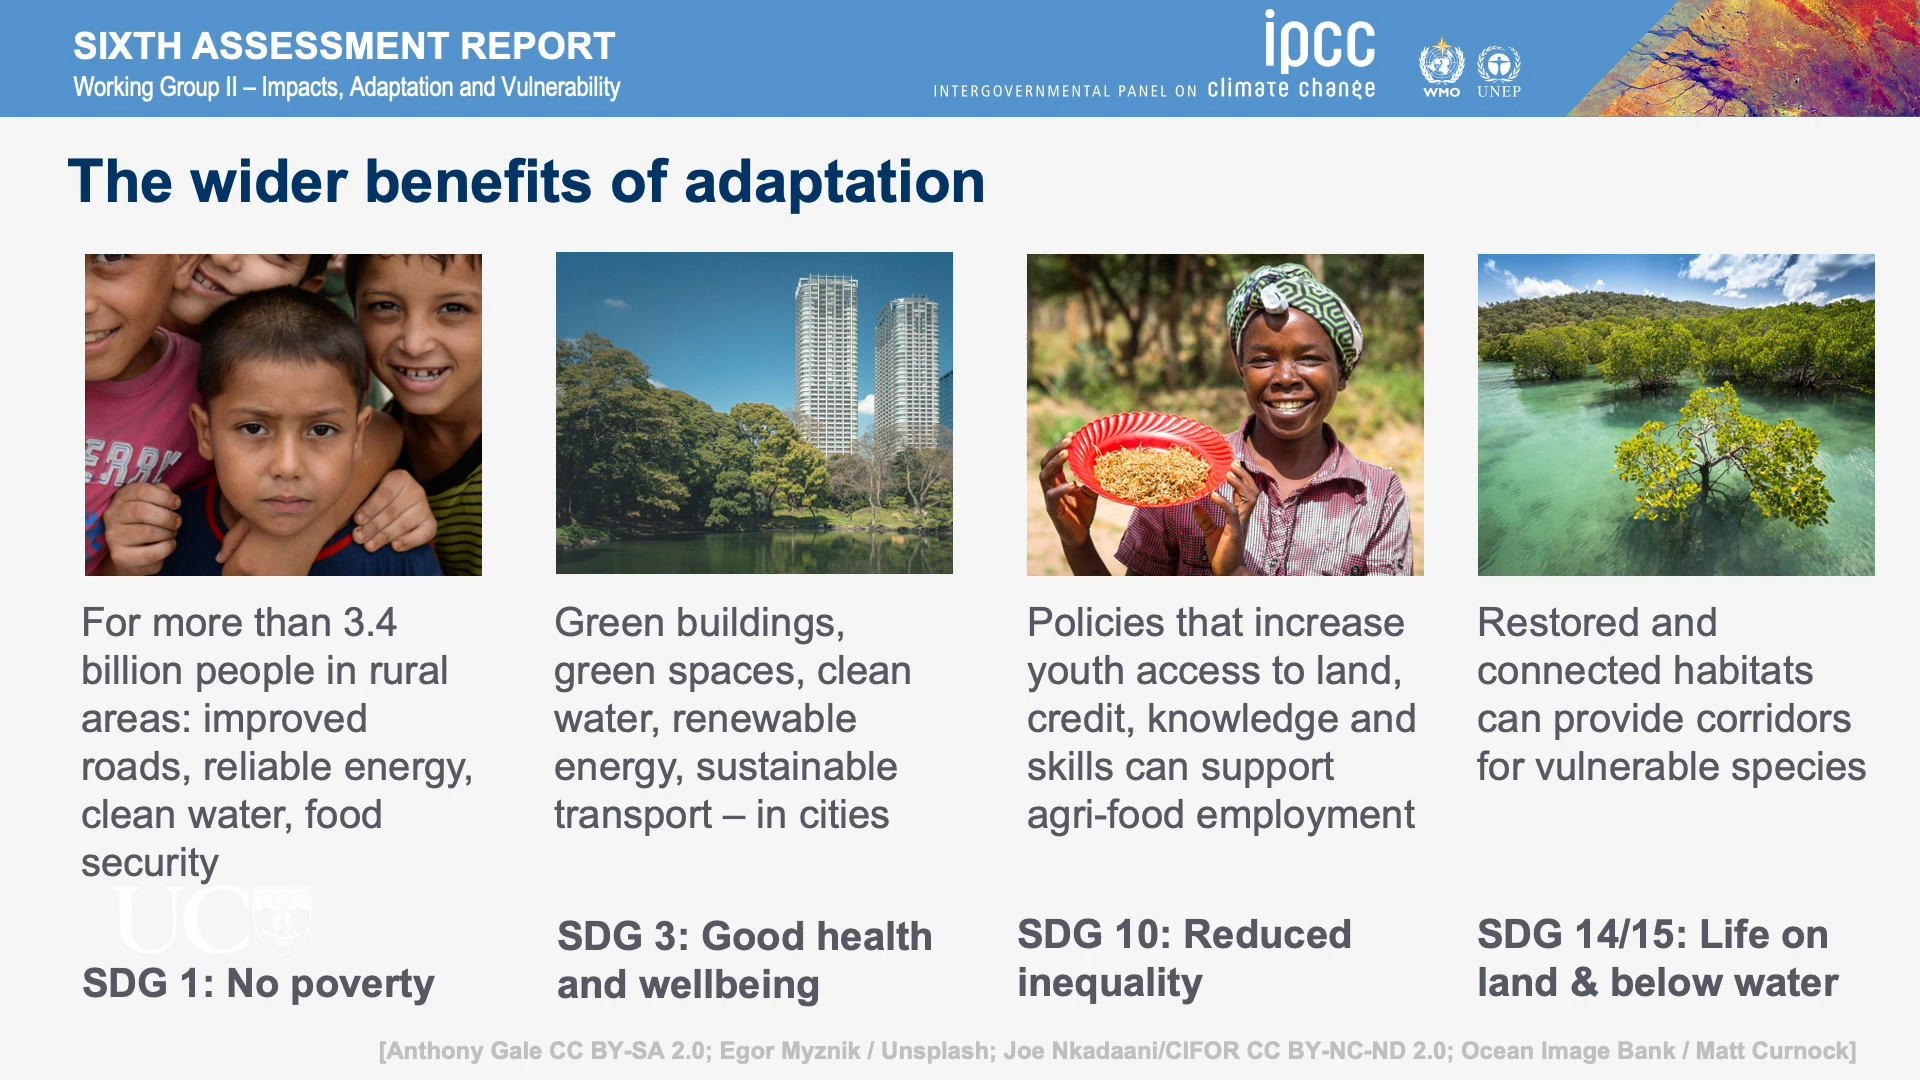 SIXTH ASSESSMENT REPORT
Working Group II – Impacts, Adaptation and Vulnerability
ipcc
INTERGOVERNMENTAL PANEL ON climate change
WMO
UNEP
The wider benefits of adaptation
ERRY
For more than 3.4
billion people in rural
areas: improved
roads, reliable energy,
clean water, food
security
SDG 1: No poverty
Green buildings,
green spaces, clean
water, renewable
energy, sustainable
transport – in cities
SDG 3: Good health
and wellbeing
Policies that increase
youth access to land,
credit, knowledge and
skills can support
agri-food employment
SDG 10: Reduced
inequality
Restored and
connected habitats
can provide corridors
for vulnerable species
SDG 14/15: Life on
land & below water
UC
[Anthony Gale CC BY-SA 2.0; Egor Myznik / Unsplash; Joe Nkadaani/CIFOR CC BY-NC-ND 2.0; Ocean Image Bank / Matt Curnock]